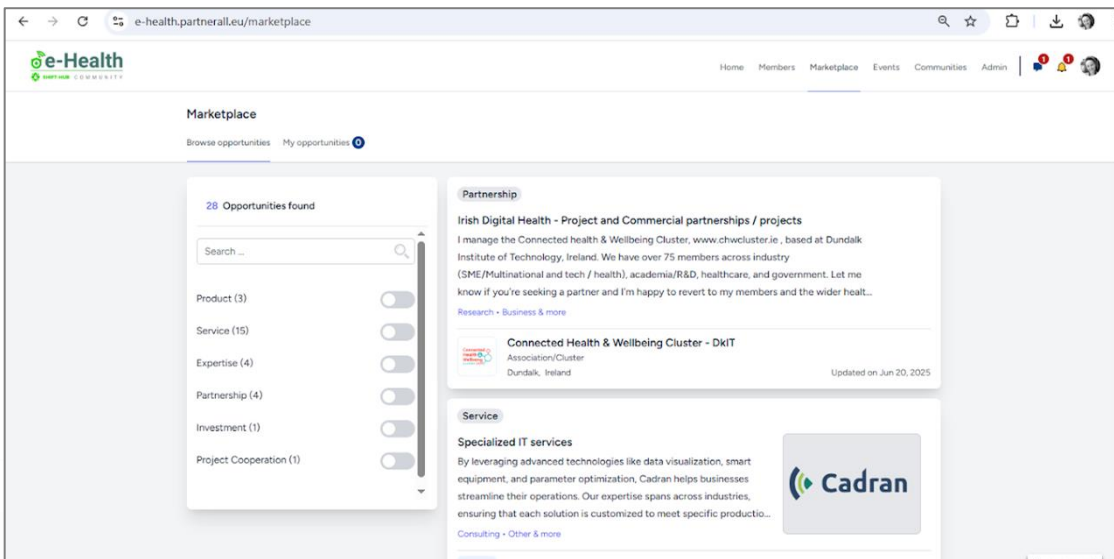 e-health.partnerall.eu/marketplace
e-Health
SHIFT-HUB COMMUNITY
Home Members Marketplace Events Communities Admin 1 1
Marketplace
Browse opportunities My opportunities 0
28 Opportunities found
Search ...
Product (3)
Service (15)
Expertise (4)
Partnership (4)
Investment (1)
Project Cooperation (1)
Partnership
Irish Digital Health - Project and Commercial partnerships / projects
I manage the Connected health & Wellbeing Cluster, www.chwcluster.ie , based at Dundalk
Institute of Technology, Ireland. We have over 75 members across industry
(SME/Multinational and tech / health), academia/R&D, healthcare, and government. Let me
know if you're seeking a partner and I'm happy to revert to my members and the wider healt...
Research • Business & more
Connected Health & Wellbeing Cluster - DkIT
Association/Cluster
Dundalk, Ireland Updated on Jun 20, 2025
Service
Specialized IT services
By leveraging advanced technologies like data visualization, smart
equipment, and parameter optimization, Cadran helps businesses
streamline their operations. Our expertise spans across industries,
ensuring that each solution is customized to meet specific productio...
Consulting • Other & more
Cadran